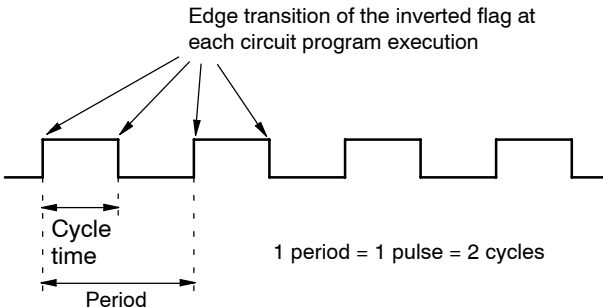 Edge transition of the inverted flag at
each circuit program execution
Cycle
time
1 period = 1 pulse = 2 cycles
Period